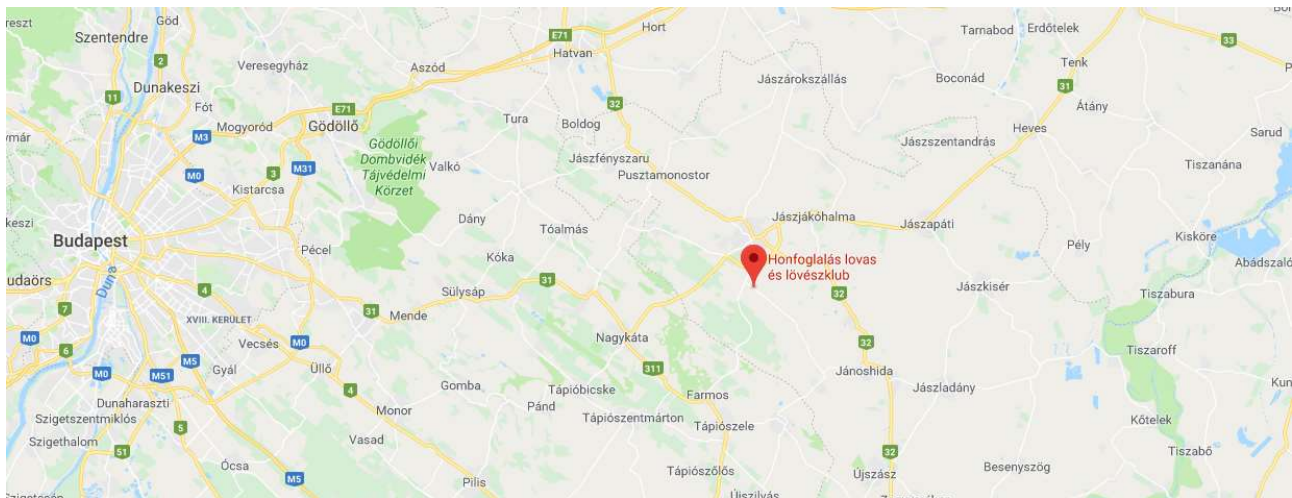 Göd
Szentendre
2
Dunakeszi
11
Fót
Veresegyház
Aszód
E71
Hatvan
Hort
Tarnabod
Erdőtelek
33
Tenk
Boconád
Jászárokszállás
31
Átány
32
E71
Mogyoród
Gödöllő
Tura
Boldog
Heves
Sarud
M3
M31
3
M0
Kistarcsa
Gödöllői
Dombvidék
Tájvédelmi
Körzet
Valkó
Jászfényszaru
Pusztamonostor
Jászszentandrás
Tiszanána
Dány
Tóalmás
Jászjákóhalma
Jászapáti
Budapest
Pécel
Kóka
Pély
Kisköre
Duna
Honfoglalás lovas
és lövészklub
Abádszaló
4
31
Sülysáp
31
Mende
32
Jászkisér
Tiszabura
7
XVIII. KERÜLET
M0
6
Vecsés
M0
Nagykáta
32
Tiszaroff
M0
M5
M51
Gyál
Üllő
4
311
Jánoshida
Jászladány
Gomba
Tápióbicske
Farmos
Dunaharaszti
Monor
Pánd
Szigetszentmiklós
5
Tápiószentmárton
Tápiószele
Kőtelek
Szigethalom
51
Vasad
32
Ócsa
M5
Pilis
Tápiószőlős
Újszász
Besenyszög
Tiszabő
Újszilvás